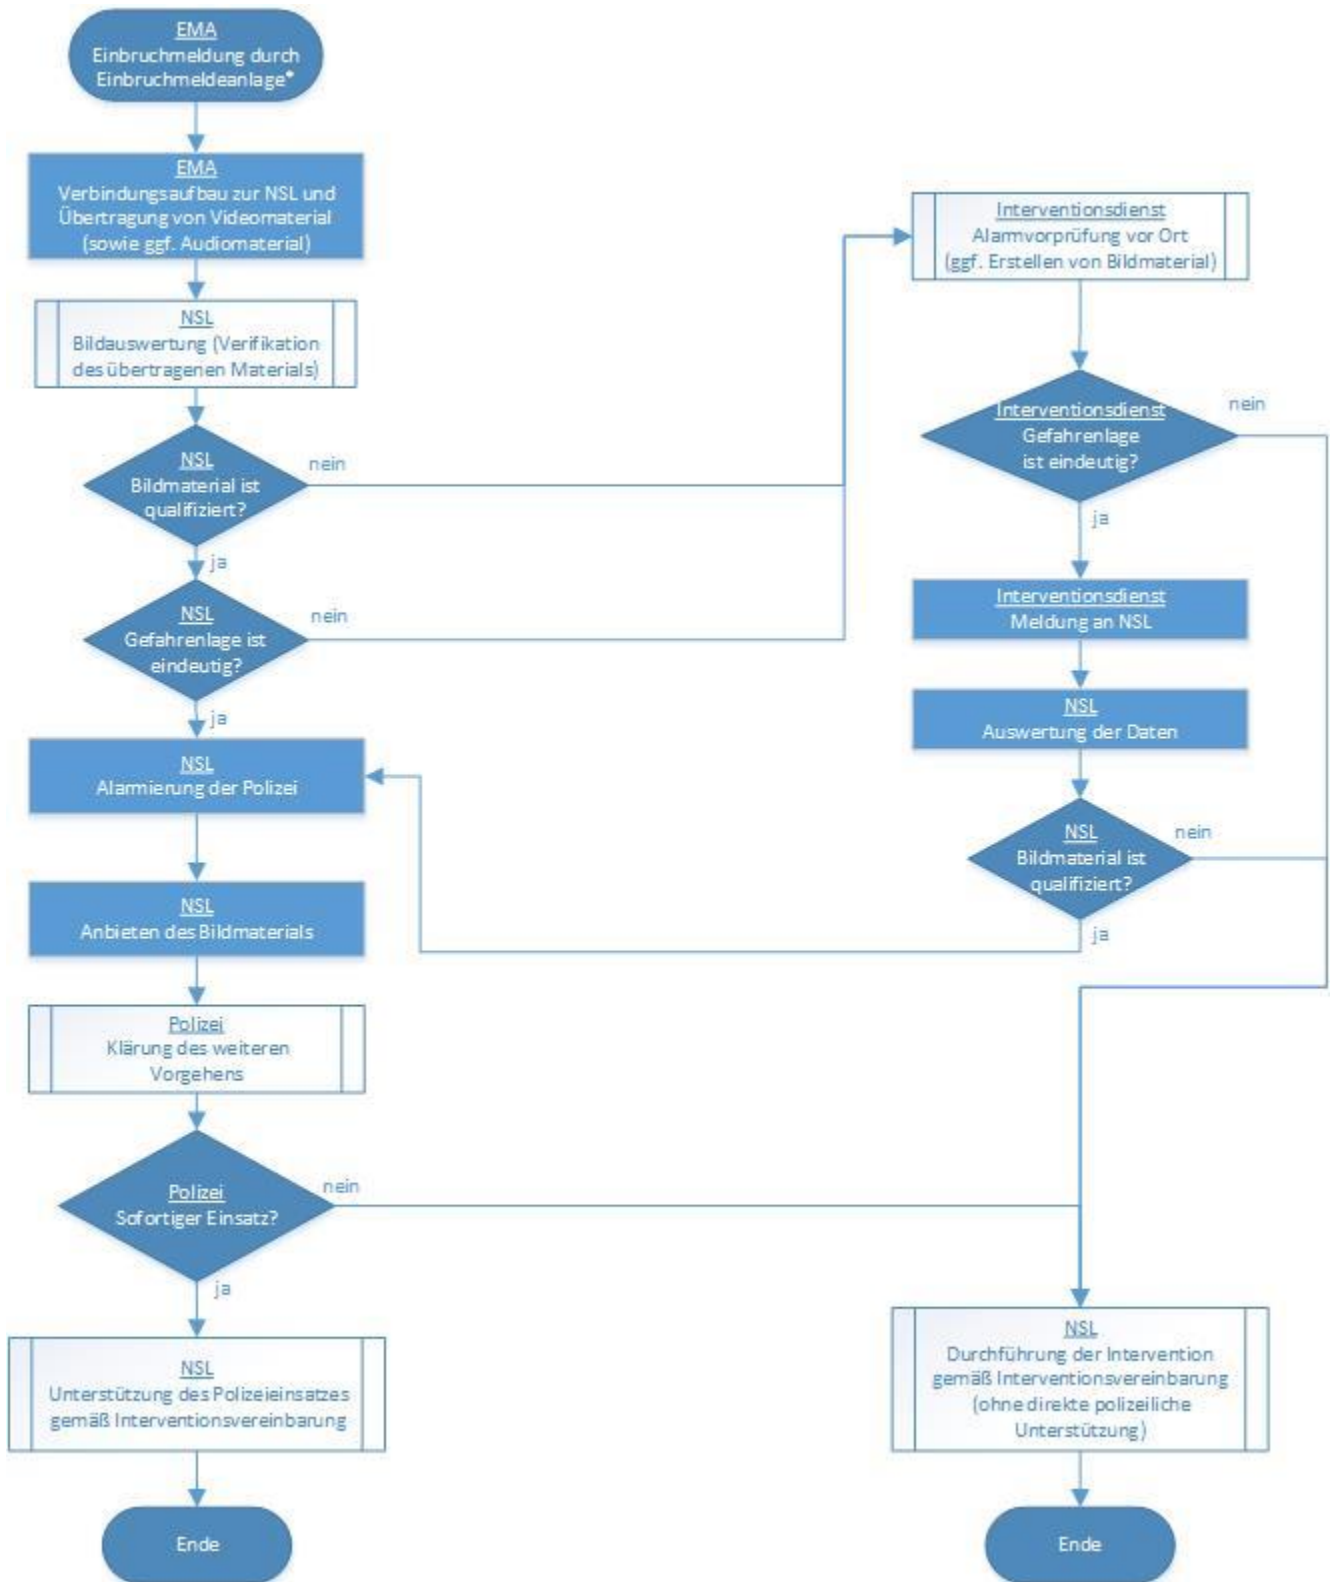 EMA
Einbruchmeldung durch
Einbruchmeldeanlage*
EMA
Verbindungsaufbau zur NSL und
Übertragung von Videomaterial
(sowie ggf. Audiomaterial)
NSL
Bildauswertung (Verifikation
des übertragenen Materials)
NSL
Bildmaterial ist
qualifiziert?
nein
ja
NSL
Gefahrenlage ist
eindeutig?
nein
ja
NSL
Alarmierung der Polizei
NSL
Anbieten des Bildmaterials
Polizei
Klärung des weiteren
Vorgehens
Polizei
Sofortiger Einsatz?
nein
ja
NSL
Unterstützung des Polizeieinsatzes
gemäß Interventionsvereinbarung
Ende
Interventionsdienst
Alarmvorprüfung vor Ort
(ggf. Erstellen von Bildmaterial)
Interventionsdienst
Gefahrenlage
ist eindeutig?
nein
ja
Interventionsdienst
Meldung an NSL
NSL
Auswertung der Daten
NSL
Bildmaterial ist
qualifiziert?
nein
ja
NSL
Durchführung der Intervention
gemäß Interventionsvereinbarung
(ohne direkte polizeiliche
Unterstützung)
Ende